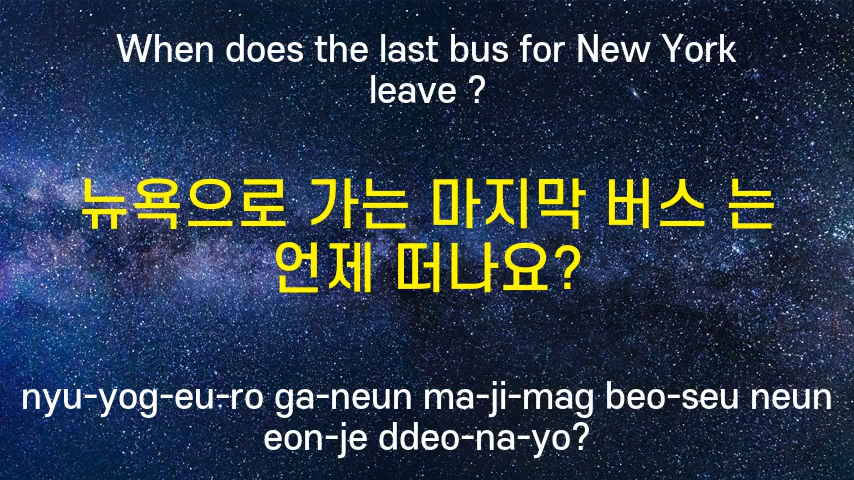 When does the last bus for New York
leave ?
뉴욕으로 가는 마지막 버스 는
언제 떠나요?
nyu-yog-eu-ro ga-neun ma-ji-mag beo-seu neun
eon-je ddeo-na-yo?